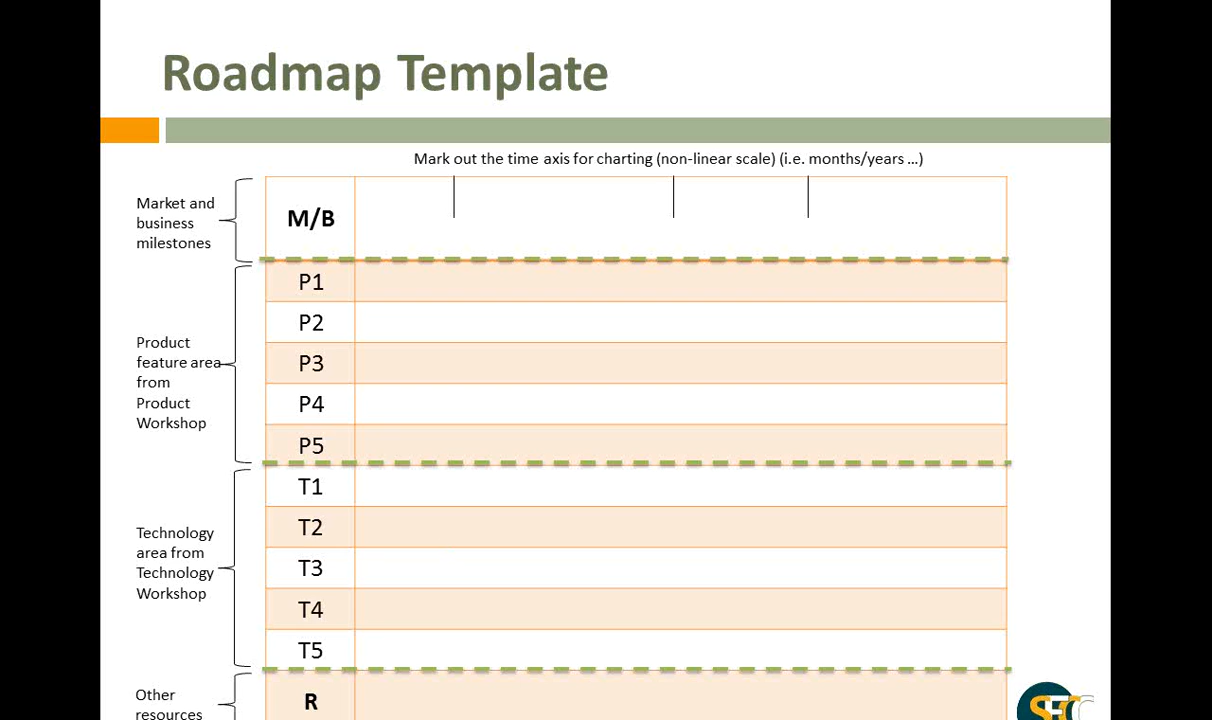 Roadmap Template
Mark out the time axis for charting (non-linear scale) (i.e. months/years …)
Market and
business
milestones
M/B
P1
P2
Product
feature area
from
Product
Workshop
P3
P4
P5
T1
T2
Technology
area from
Technology
Workshop
T3
T4
T5
Other
resources
R